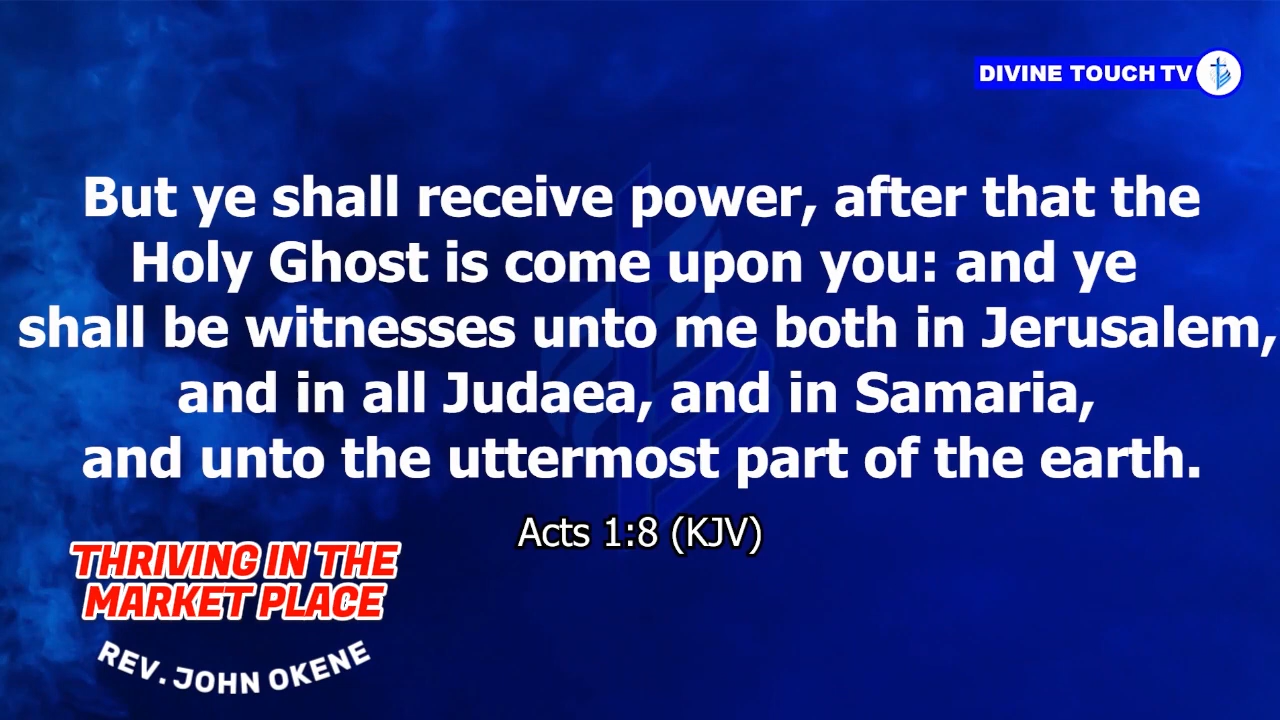 DIVINE TOUCH TV
But ye shall receive power, after that the
Holy Ghost is come upon you: and ye
shall be witnesses unto me both in Jerusalem,
and in all Judaea, and in Samaria,
and unto the uttermost part of the earth.
Acts 1:8 (KJV)
THRIVING IN THE
MARKET PLACE
REV. JOHN OKENE